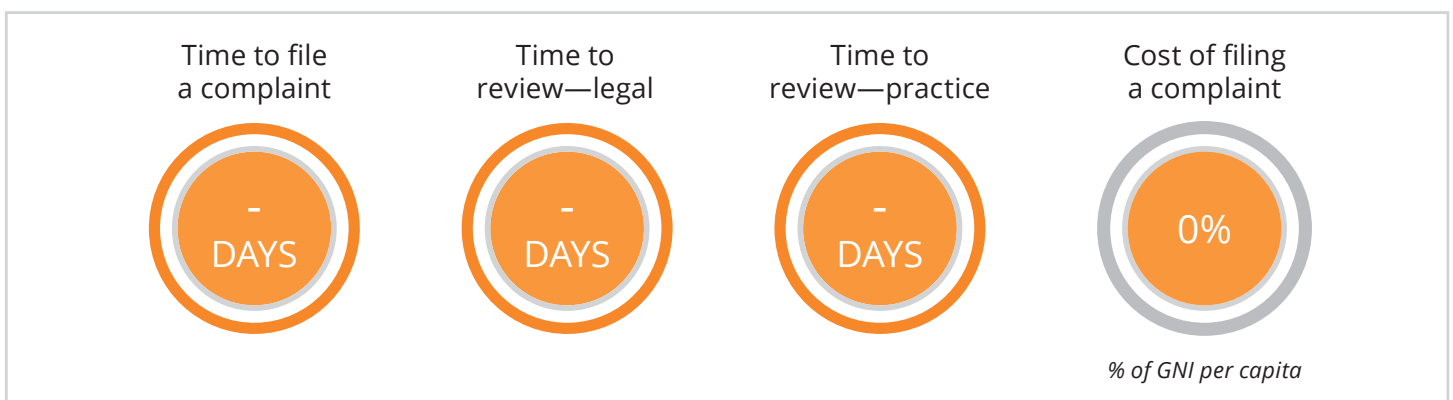 Time to file
a complaint
-
DAYS
Time to
review—legal
-
DAYS
Time to
review—practice
-
DAYS
Cost of filing
a complaint
0%
% of GNI per capita